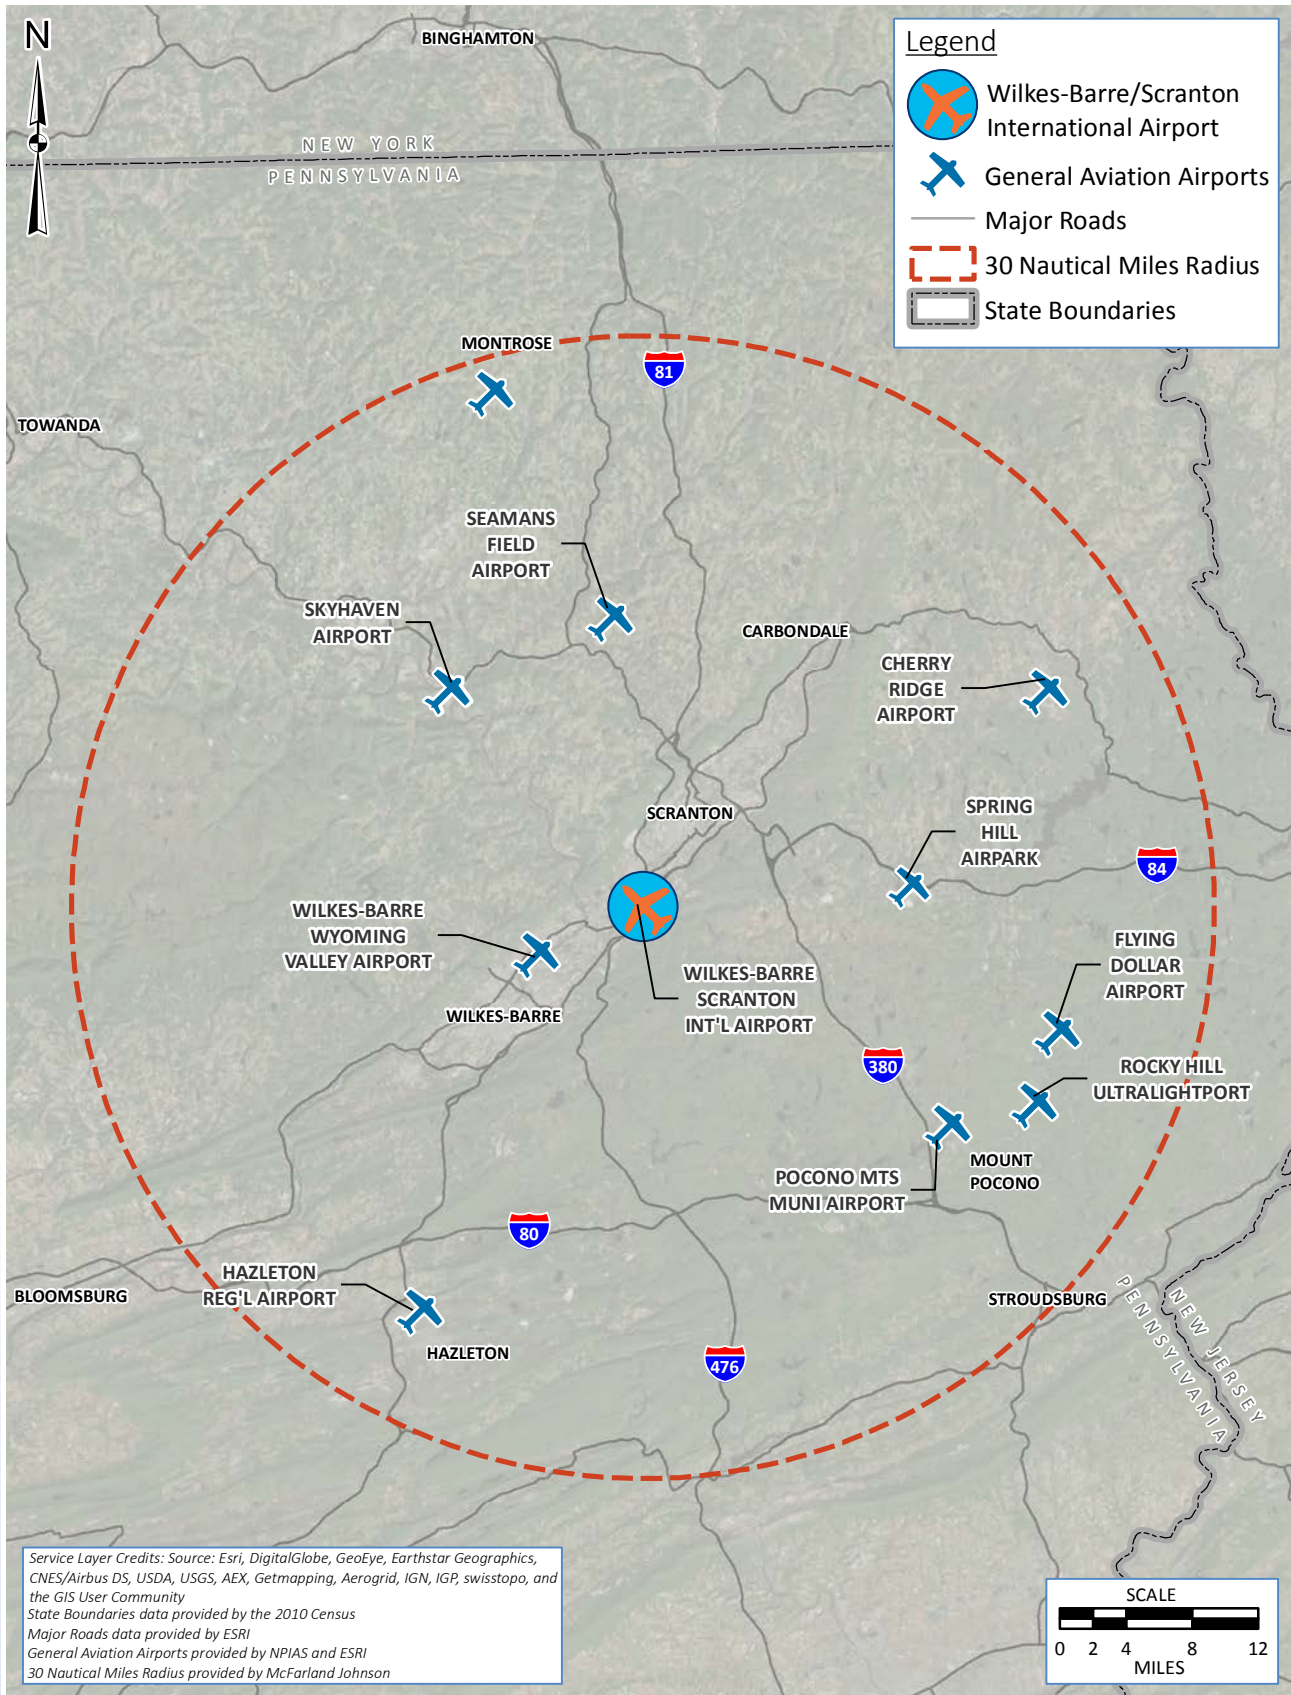 N
BINGHAMTON
NEW YORK
PENNSYLVANIA
Legend
Wilkes-Barre/Scranton
International Airport
General Aviation Airports
Major Roads
30 Nautical Miles Radius
State Boundaries
MONTROSE
81
TOWANDA
SEAMANS
FIELD
AIRPORT
SKYHAVEN
AIRPORT
CARBONDALE
CHERRY
RIDGE
AIRPORT
SCRANTON
SPRING
HILL
AIRPARK
84
WILKES-BARRE
WYOMING
VALLEY AIRPORT
WILKES-BARRE
SCRANTON
INT'L AIRPORT
FLYING
DOLLAR
AIRPORT
WILKES-BARRE
380
ROCKY HILL
ULTRALIGHTPORT
MOUNT
POCONO
POCONO MTS
MUNI AIRPORT
80
HAZLETON
REG'L AIRPORT
BLOOMSBURG
STROUDSBURG
PENNSYLVANIA
NEW JERSEY
HAZLETON
476
Service Layer Credits: Source: Esri, DigitalGlobe, GeoEye, Earthstar Geographics,
CNES/Airbus DS, USDA, USGS, AEX, Getmapping, Aerogrid, IGN, IGP, swisstopo, and
the GIS User Community
State Boundaries data provided by the 2010 Census
Major Roads data provided by ESRI
General Aviation Airports provided by NPIAS and ESRI
30 Nautical Miles Radius provided by McFarland Johnson
SCALE
0 2 4 8 12
MILES